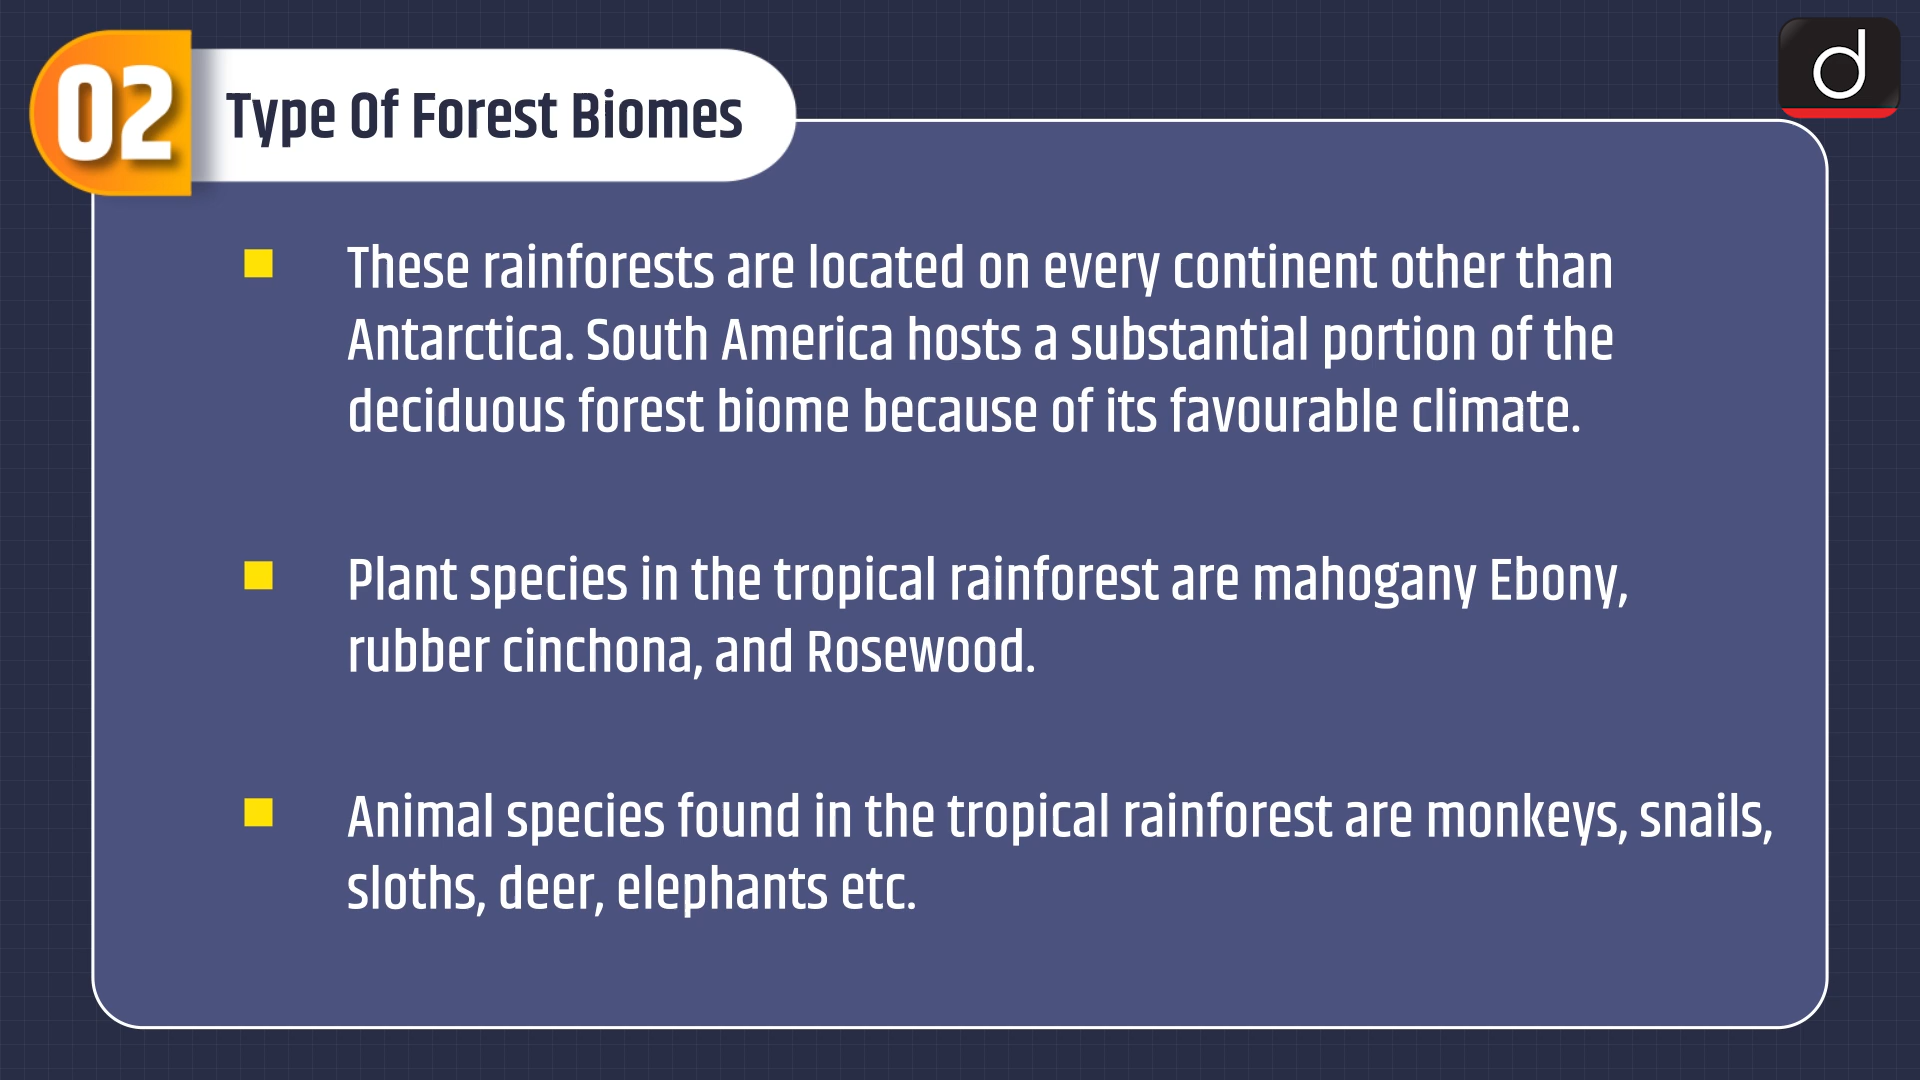 02
Type Of Forest Biomes
d
These rainforests are located on every continent other than
Antarctica. South America hosts a substantial portion of the
deciduous forest biome because of its favourable climate.
Plant species in the tropical rainforest are mahogany Ebony,
rubber cinchona, and Rosewood.
Animal species found in the tropical rainforest are monkeys, snails,
sloths, deer, elephants etc.